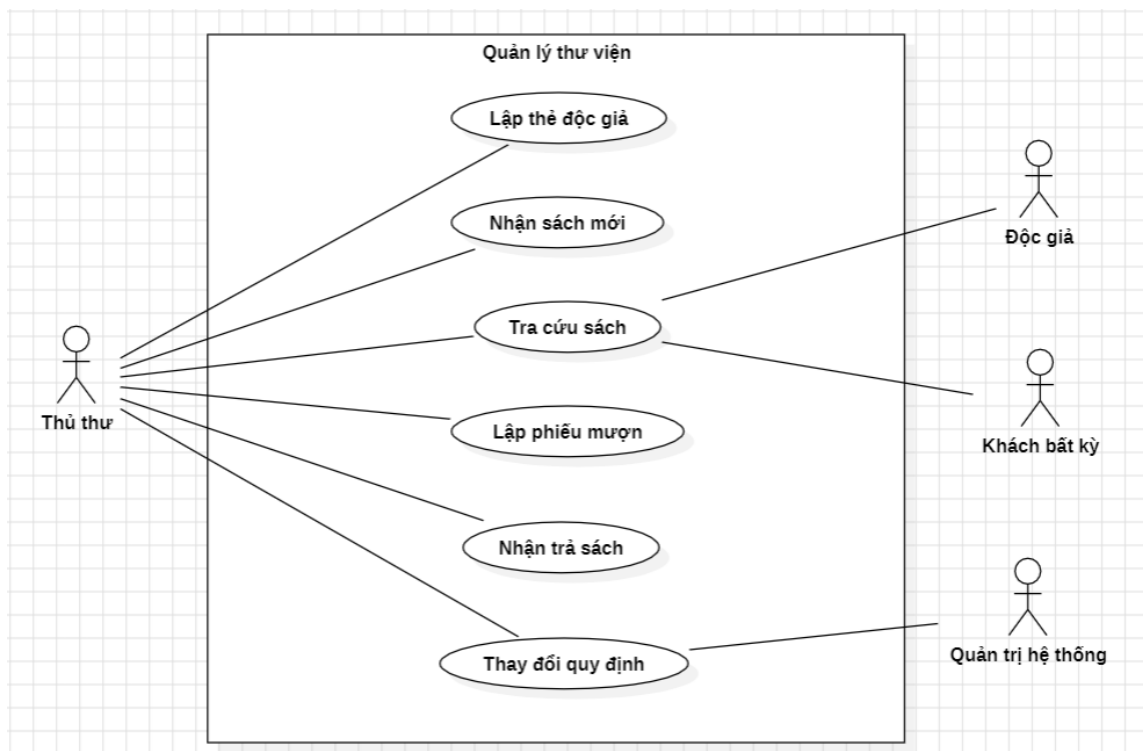 Quản lý thư viện
Lập thẻ độc giả
Nhận sách mới
Tra cứu sách
Lập phiếu mượn
Nhận trả sách
Thay đổi quy định
Thủ thư
Độc giả
Khách bất kỳ
Quản trị hệ thống